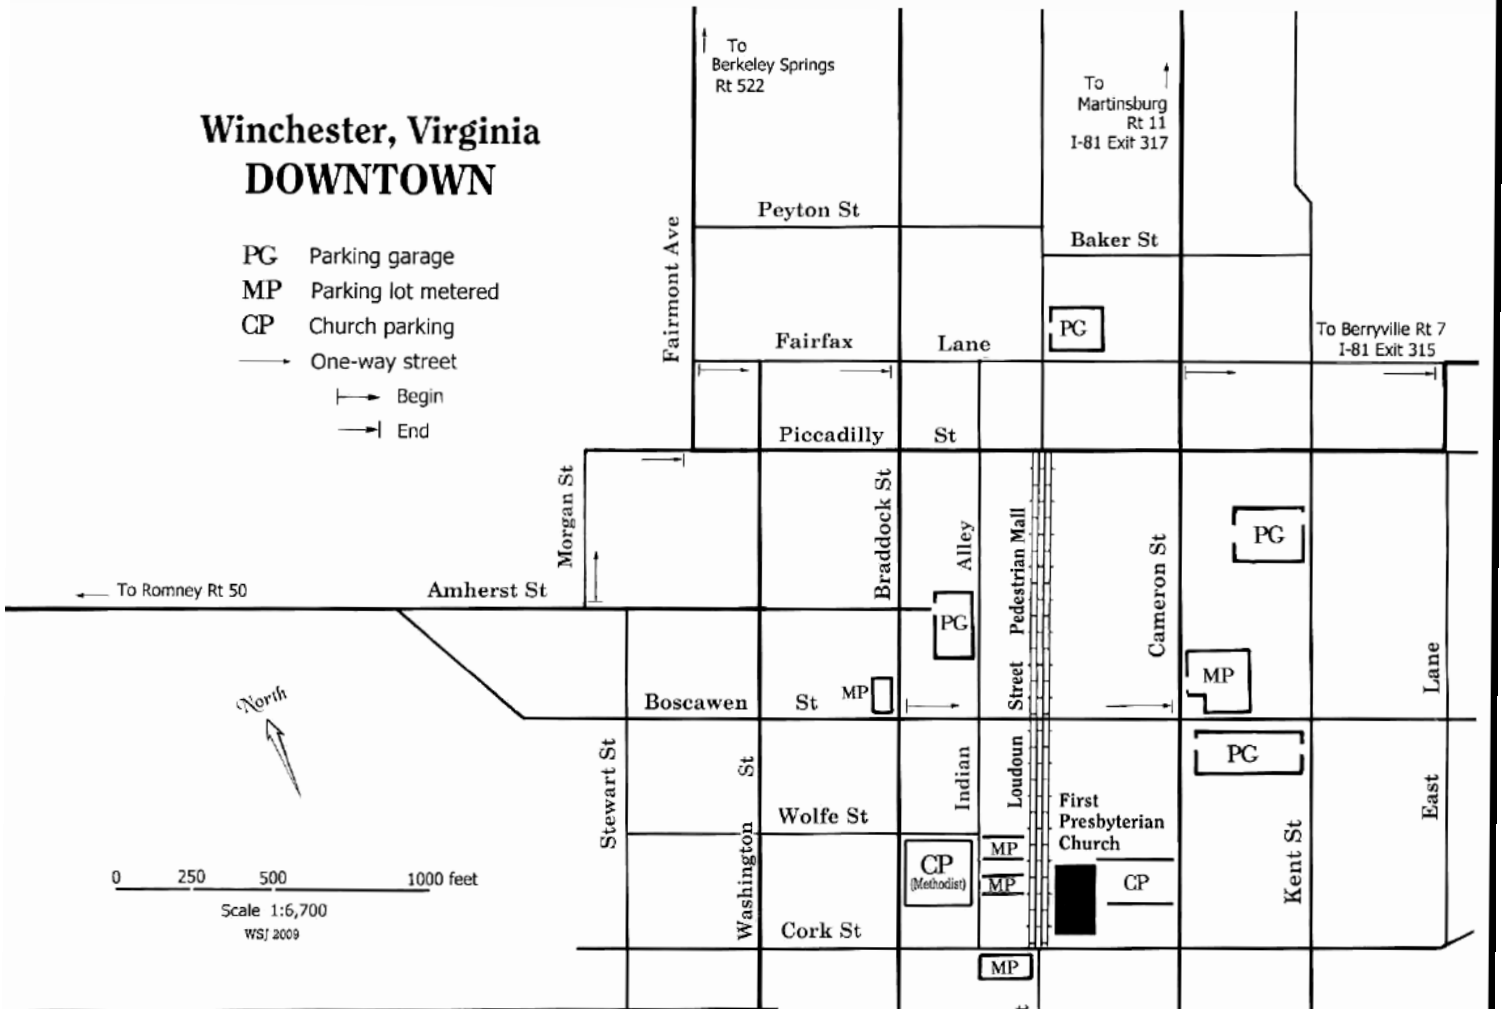 Winchester, Virginia
DOWNTOWN
PG Parking garage
MP Parking lot metered
CP Church parking
One-way street
Begin
End
To
Berkeley Springs
Rt 522
To
Martinsburg
Rt 11
I-81 Exit 317
Peyton St
Baker St
Fairmont Ave
PG
To Berryville Rt 7
I-81 Exit 315
Fairfax Lane
Piccadilly St
Morgan St
Braddock St
Alley
Pedestrian Mall
Cameron St
PG
To Romney Rt 50
Amherst St
PG
MP
Lane
North
Boscawen St
MP
Street
Stewart St
St
Indian
Loudoun
PG
East
First
Presbyterian
Church
Wolfe St
Washington
CP
(Methodist)
MP
MP
CP
Kent St
0 250 500 1000 feet
Scale 1:6,700
WSJ 2009
Cork St
MP